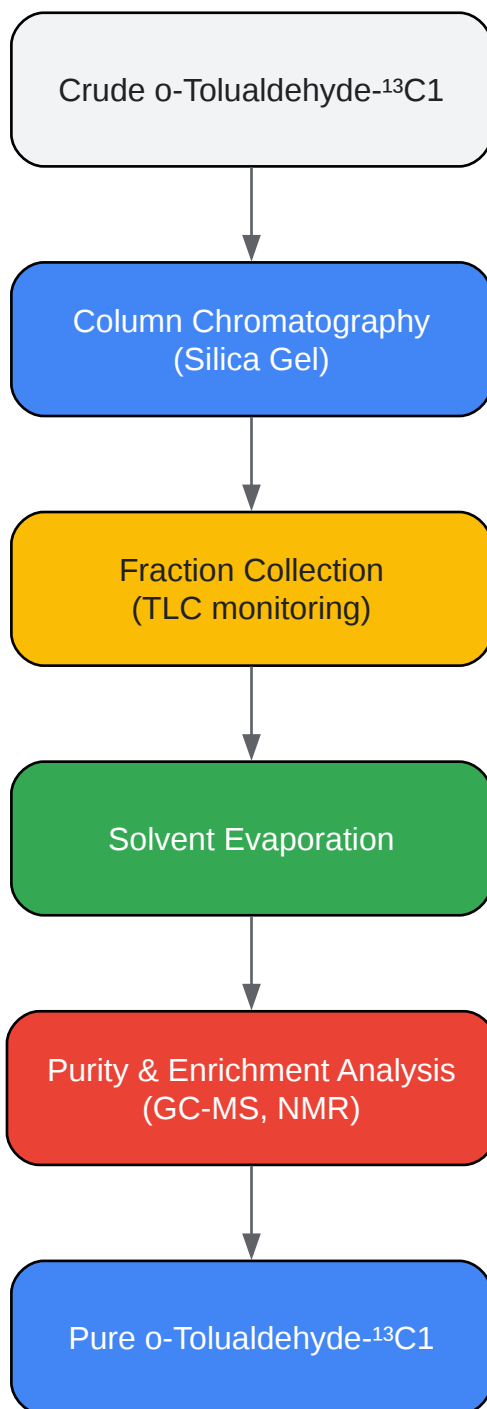 Crude o-Tolualdehyde-¹³C1
Column Chromatography
(Silica Gel)
Fraction Collection
(TLC monitoring)
Solvent Evaporation
Purity & Enrichment Analysis
(GC-MS, NMR)
Pure o-Tolualdehyde-¹³C1